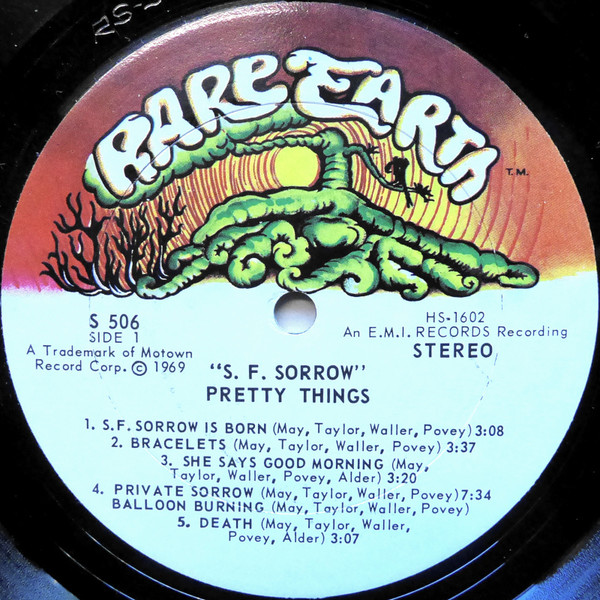 RARE EARTH
T.M.
S 506
SIDE 1
A Trademark of Motown
Record Corp. © 1969
HS-1602
An E.M.I. RECORDS Recording
STEREO
"S. F. SORROW"
PRETTY THINGS
1. S.F. SORROW IS BORN (May, Taylor, Waller, Povey) 3:08
2. BRACELETS (May, Taylor, Waller, Povey) 3:37
3. SHE SAYS GOOD MORNING (May,
Taylor, Waller, Povey, Alder) 3:20
4. PRIVATE SORROW (May, Taylor, Waller, Povey) 7:34
BALLOON BURNING (May, Taylor, Waller, Povey)
5. DEATH (May, Taylor, Waller,
Povey, Alder) 3:07